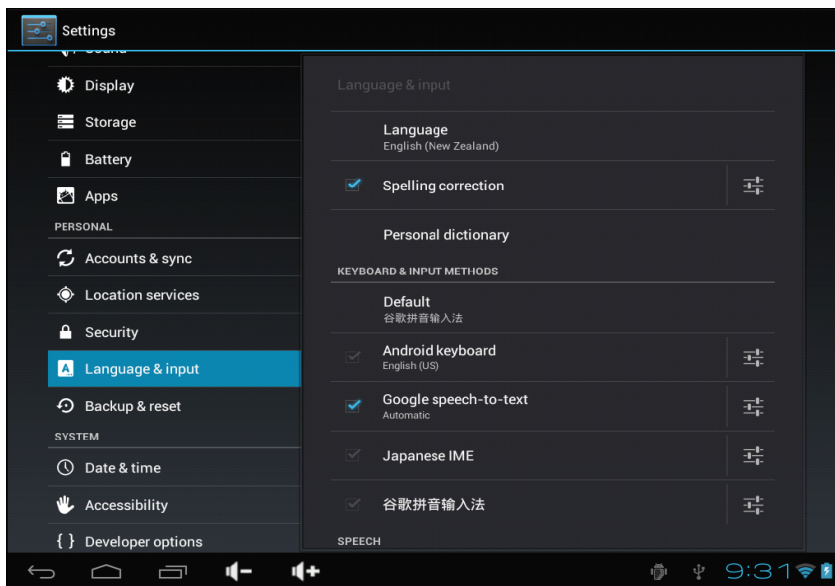 Settings
Sound
Display
Storage
Battery
Apps
PERSONAL
Accounts & sync
Location services
Security
Language & input
Backup & reset
SYSTEM
Date & time
Accessibility
{ } Developer options
Language & input
Language
English (New Zealand)
Spelling correction
Personal dictionary
KEYBOARD & INPUT METHODS
Default
谷歌拼音输入法
Android keyboard
English (US)
Google speech-to-text
Automatic
Japanese IME
谷歌拼音输入法
SPEECH
9:31